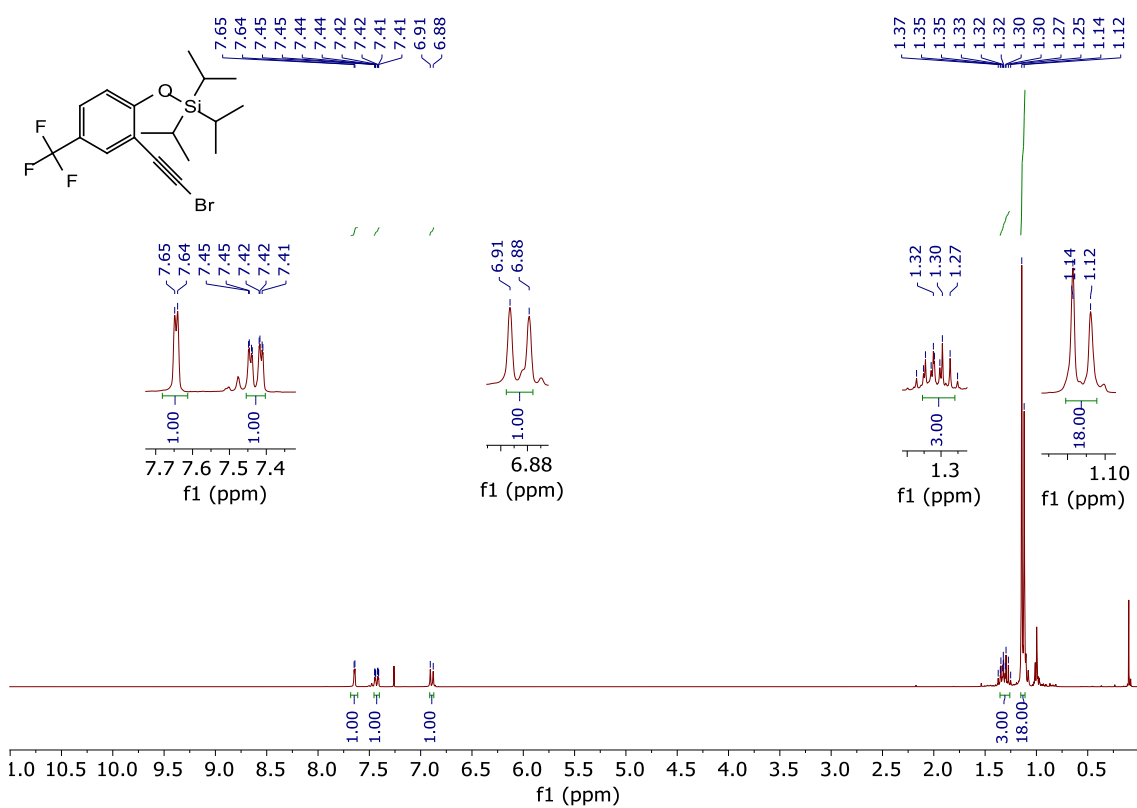 7.65 7.64 7.45 7.45 7.44 7.44 7.42 7.42 7.41 7.41 6.91 6.88
1.37 1.35 1.35 1.33 1.32 1.32 1.30 1.30 1.27 1.25 1.14 1.12
O
Si
F
F
F
Br
7.65 7.64 7.45 7.45 7.42 7.42 7.41
6.91 6.88
1.32 1.30 1.27
1.14 1.12
1.00 1.00
1.00
3.00
18.00
7.7 7.6 7.5 7.4
f1 (ppm)
6.88
f1 (ppm)
1.3
f1 (ppm)
1.10
f1 (ppm)
1.00 1.00 1.00 3.00 18.00
1.0 10.5 10.0 9.5 9.0 8.5 8.0 7.5 7.0 6.5 6.0 5.5 5.0 4.5 4.0 3.5 3.0 2.5 2.0 1.5 1.0 0.5
f1 (ppm)